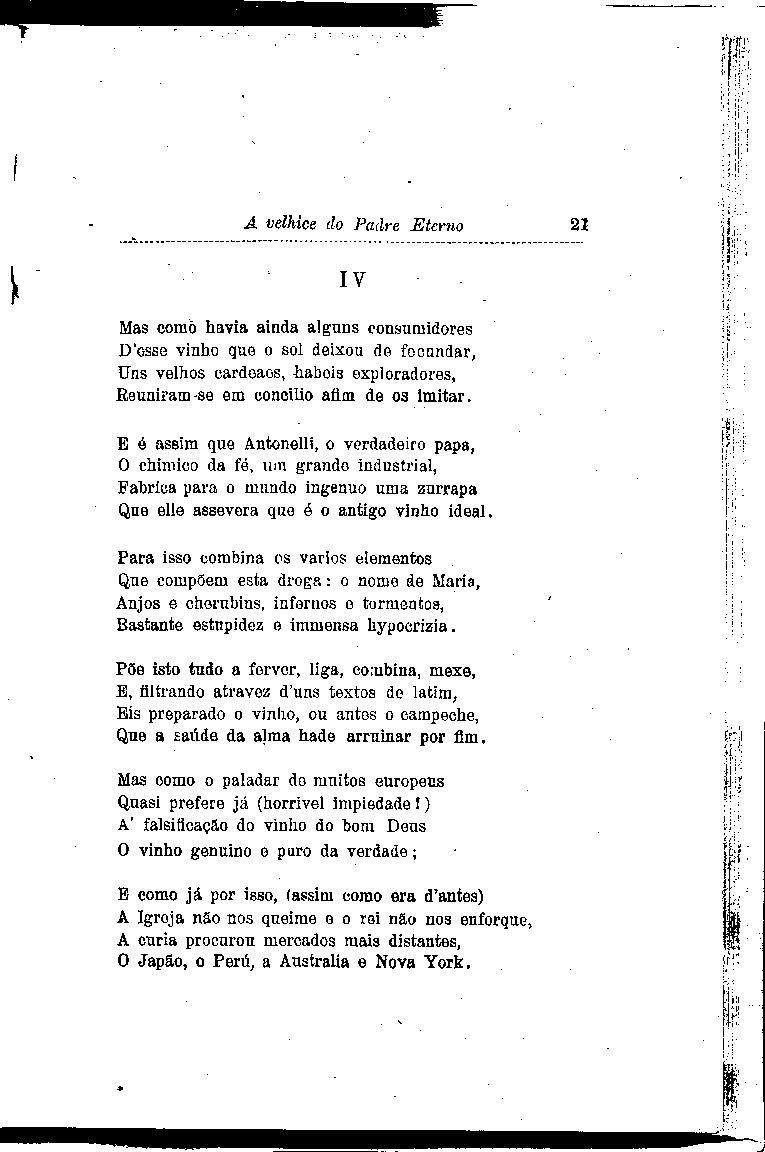 A velhice do Padre Eterno 21
IV
Mas como havia ainda alguns consumidores
D'esse vinho que o sol deixou de fecundar,
Uns velhos cardeaes, habeis exploradores,
Reuniram-se em concilio afim de os imitar.
E é assim que Antonelli, o verdadeiro papa,
O chimico da fé, um grande industrial,
Fabrica para o mundo ingenuo uma zurrapa
Que elle assevera que é o antigo vinho ideal.
Para isso combina os varios elementos
Que compõem esta droga: o nome de Maria,
Anjos e cherubins, infernos e tormentos,
Bastante estupidez e immensa hypocrizia.
Põe isto tudo a ferver, liga, combina, mexe,
E, filtrando atravez d'uns textos de latim,
Eis preparado o vinho, ou antes o campeche,
Que a saúde da alma hade arruinar por fim.
Mas como o paladar de muitos europeus
Quasi prefere já (horrivel impiedade!)
A' falsificação do vinho do bom Deus
O vinho genuino e puro da verdade;
E como já por isso, (assim como era d'antes)
A Igreja não nos queime e o rei não nos enforque,
A curia procurou mercados mais distantes,
O Japão, o Perú, a Australia e Nova York.